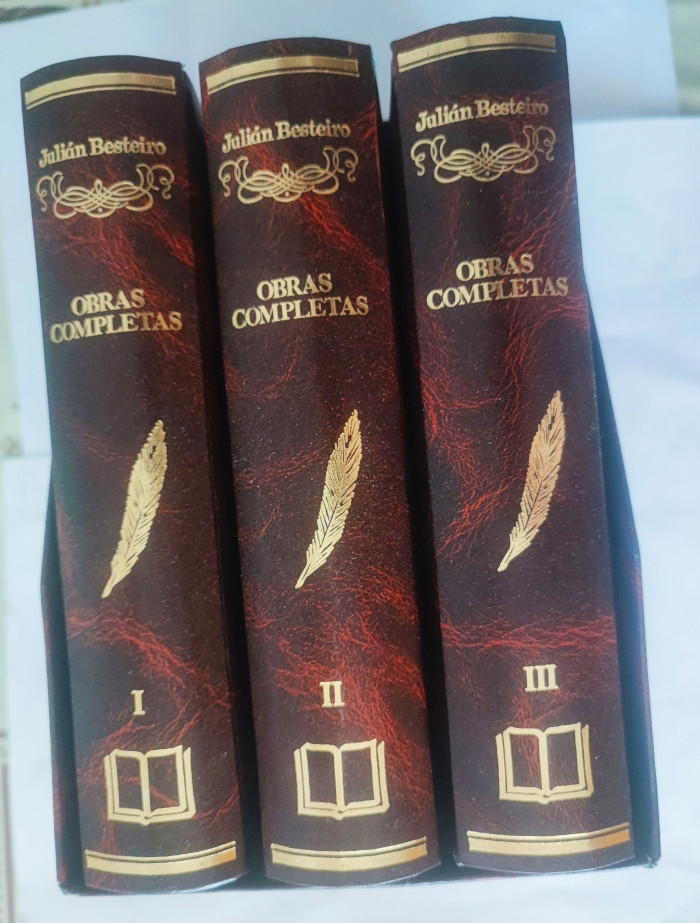 Julián Besteiro
OBRAS
COMPLETAS
I
Julián Besteiro
OBRAS
COMPLETAS
II
Julián Besteiro
OBRAS
COMPLETAS
III